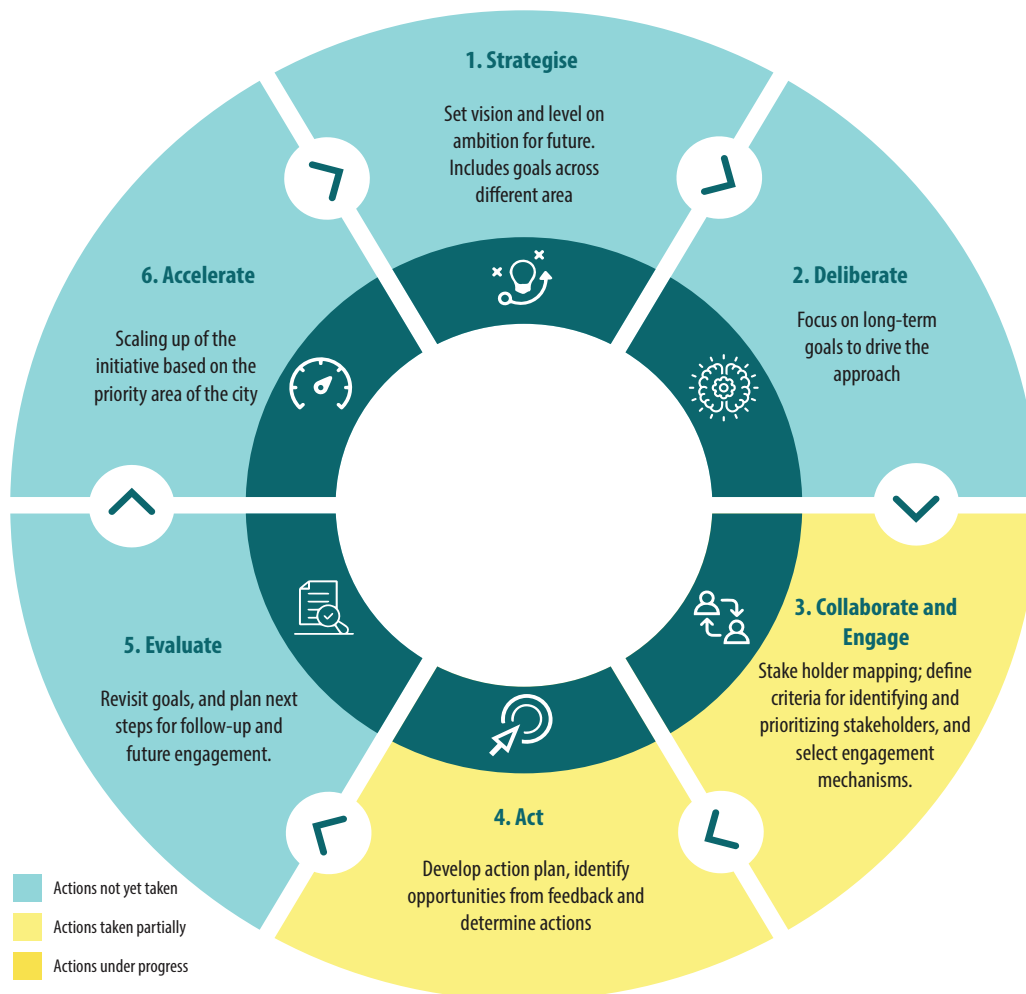 1. Strategise
Set vision and level on
ambition for future.
Includes goals across
different area
2. Deliberate
Focus on long-term
goals to drive the
approach
3. Collaborate and
Engage
Stake holder mapping; define
criteria for identifying and
prioritizing stakeholders, and
select engagement
mechanisms.
4. Act
Develop action plan, identify
opportunities from feedback and
determine actions
5. Evaluate
Revisit goals, and plan next
steps for follow-up and
future engagement.
6. Accelerate
Scaling up of the
initiative based on the
priority area of the city
Actions not yet taken
Actions taken partially
Actions under progress